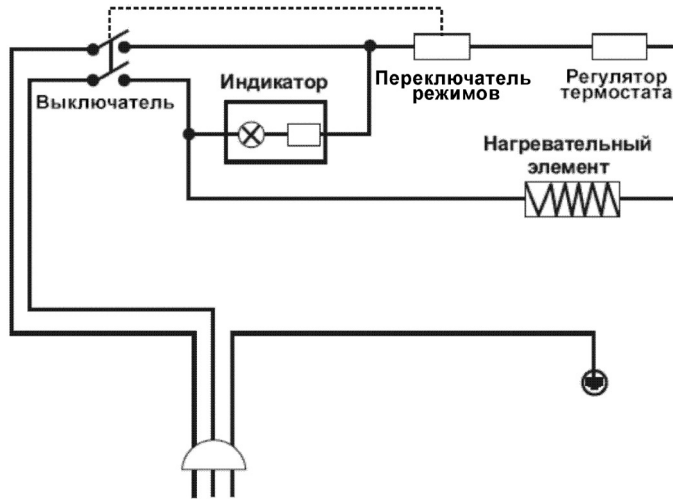 Выключатель
Индикатор
Переключатель
режимов
Регулятор
термостата
Нагревательный
элемент